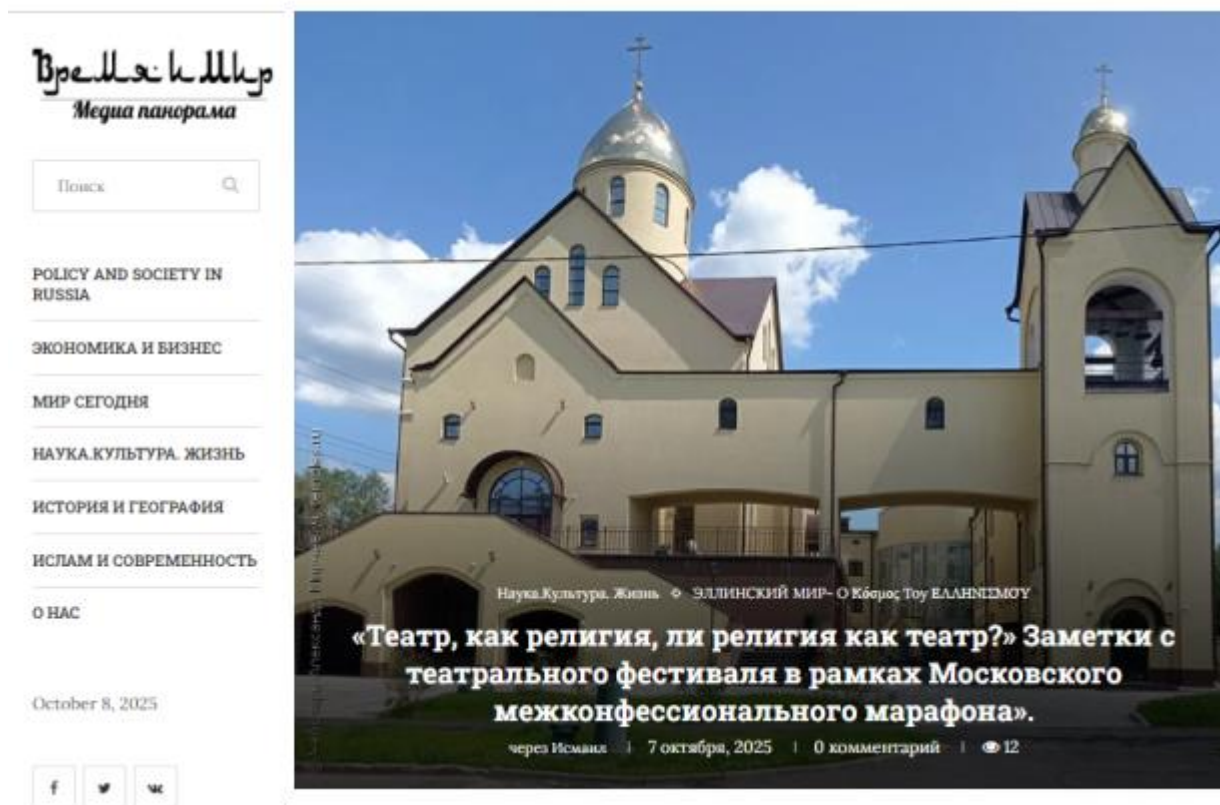 Время и Мир
Медиа панорама
Поиск
POLICY AND SOCIETY IN
RUSSIA
ЭКОНОМИКА И БИЗНЕС
МИР СЕГОДНЯ
НАУКА.КУЛЬТУРА. ЖИЗНЬ
ИСТОРИЯ И ГЕОГРАФИЯ
ИСЛАМ И СОВРЕМЕННОСТЬ
О НАС
October 8, 2025
Наука.Культура. Жизнь ◇ ЭЛЛИНСКИЙ МИР- Ο Κόσμος Του ΕΛΛΗΝΙΣΜΟΥ
«Театр, как религия, ли религия как театр?» Заметки с
театрального фестиваля в рамках Московского
межконфессионального марафона».
через Исмаил | 7 октября, 2025 | 0 комментарий | 12